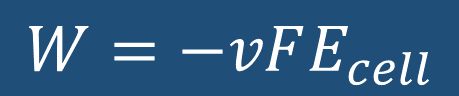 W = −vFE_cell